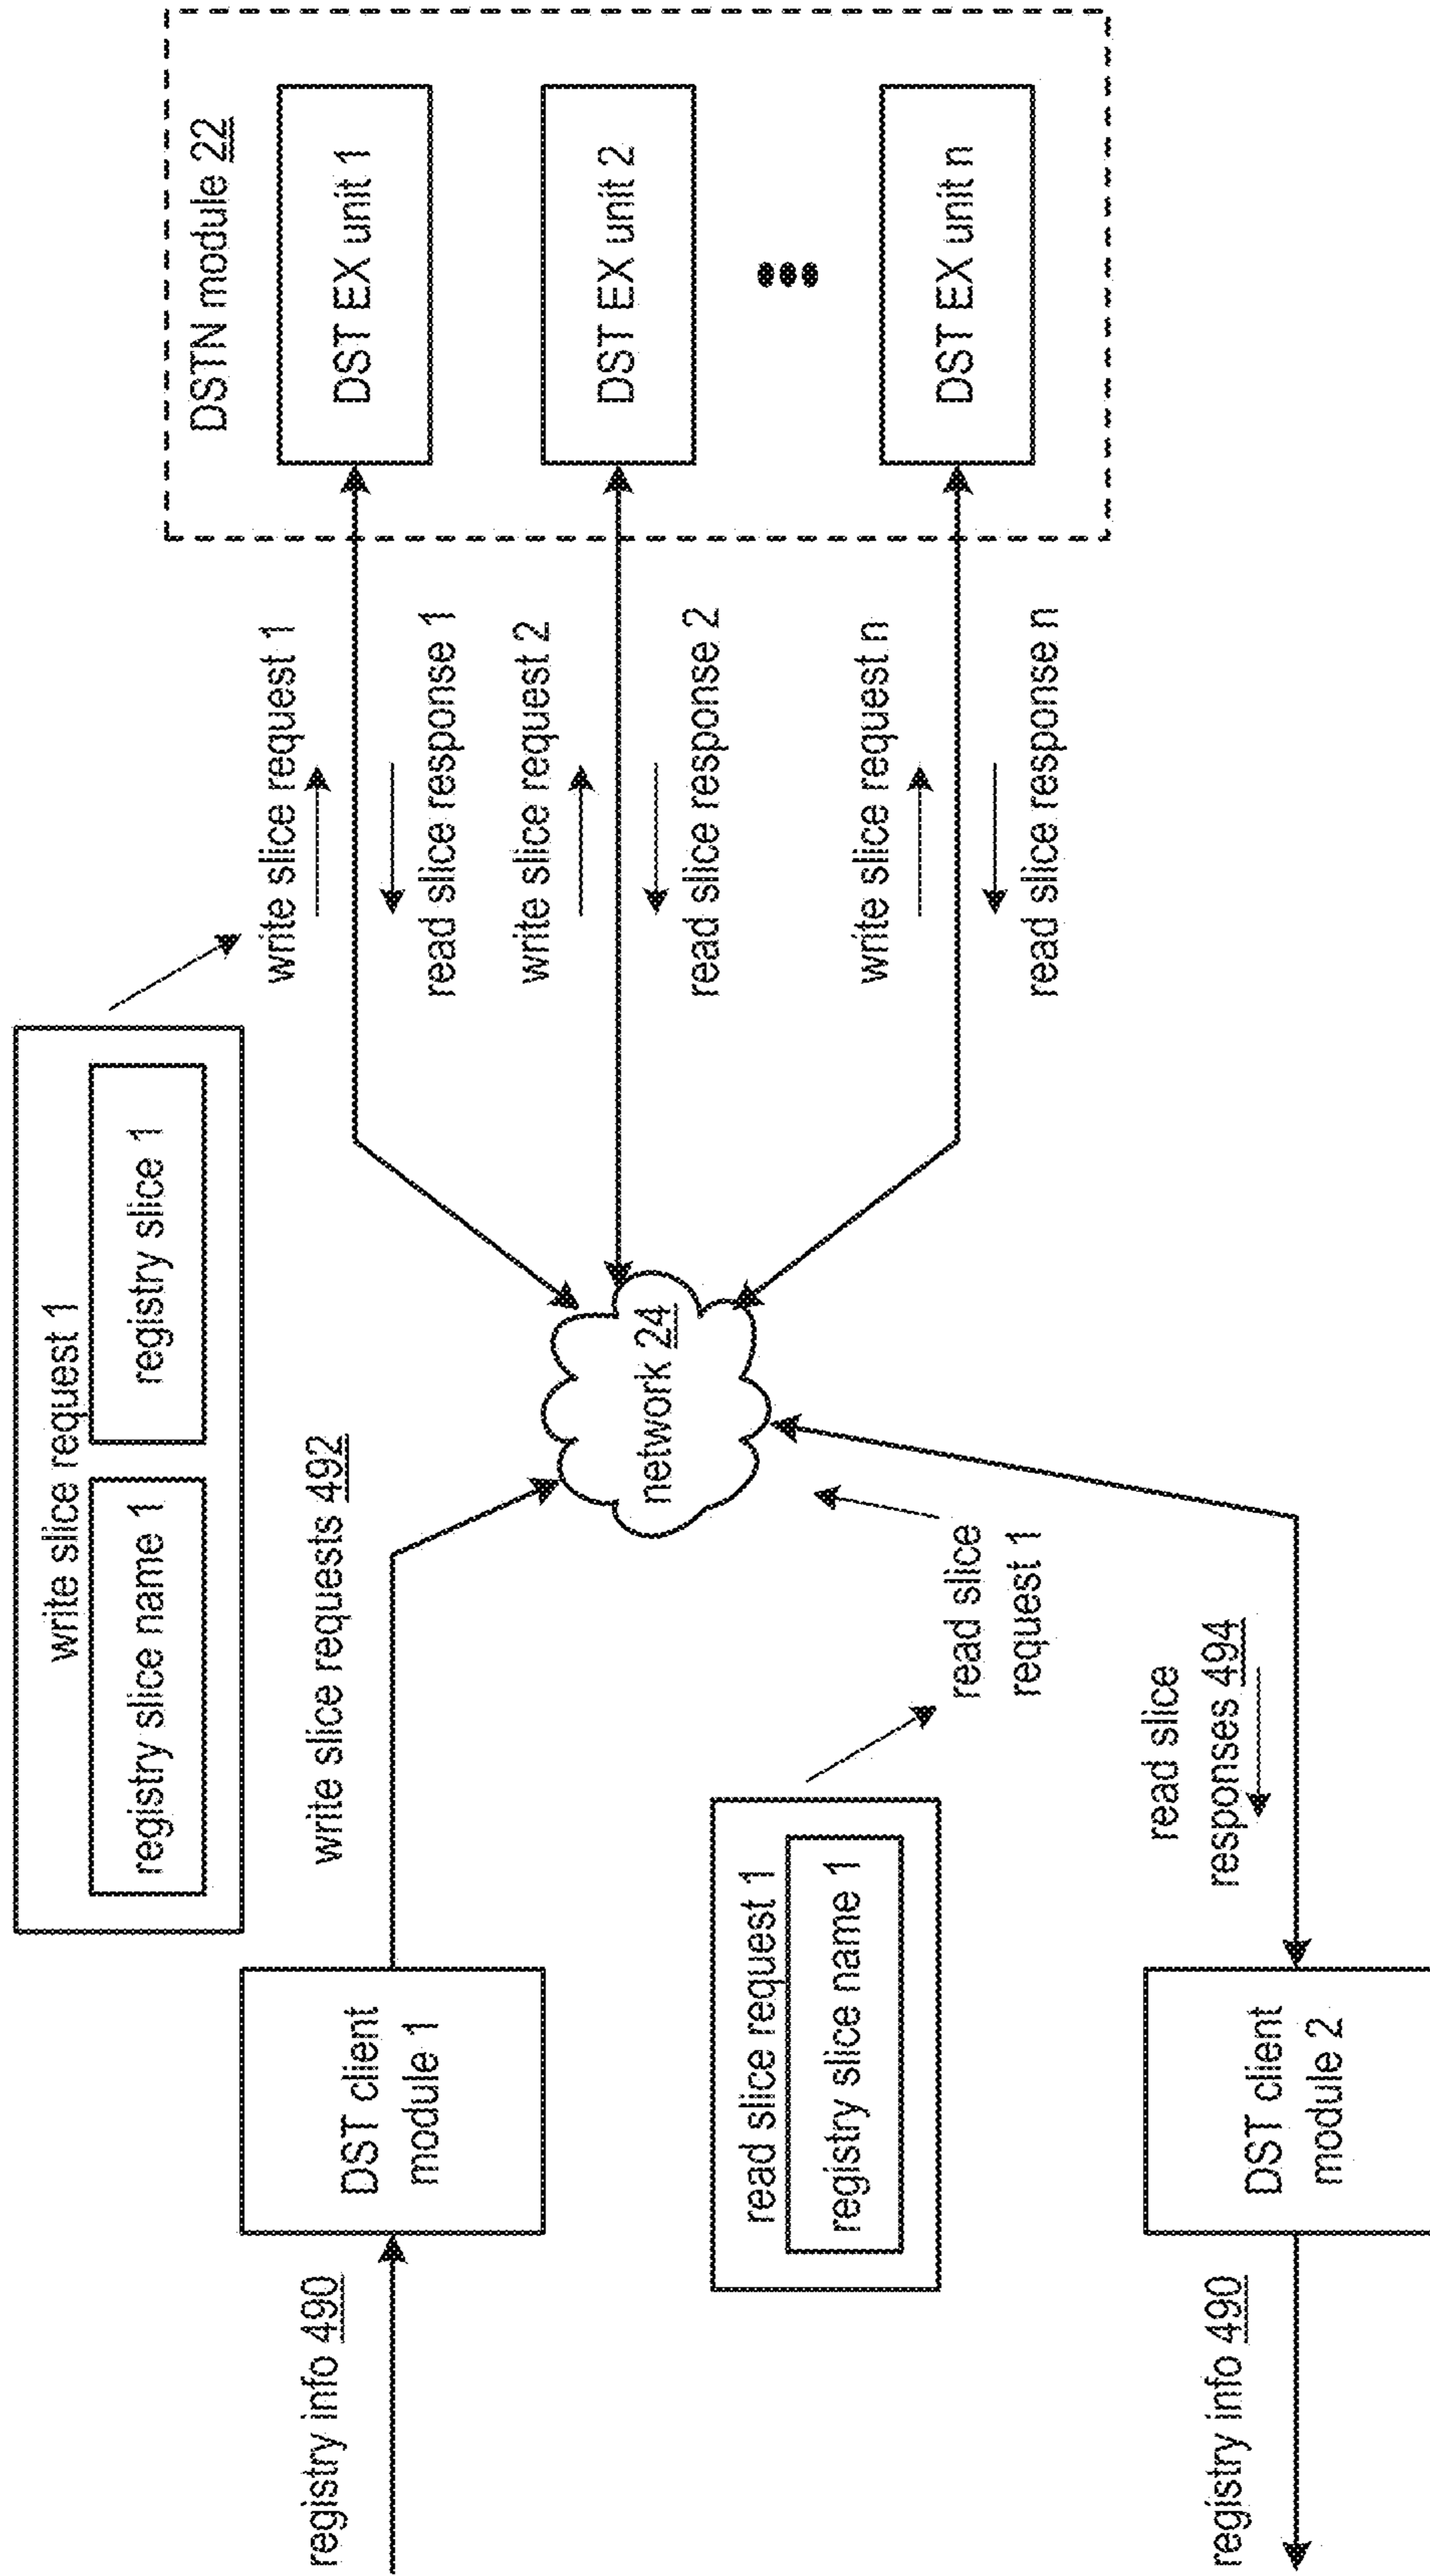 write slice request 1
registry slice name 1
registry slice 1
DSTN module 22
DST EX unit 1
DST EX unit 2
DST EX unit n
write slice request 1
read slice response 1
write slice request 2
read slice response 2
write slice request n
read slice response n
registry info 490
DST client
module 1
write slice requests 492
network 24
read slice request 1
registry slice name 1
read slice
request 1
read slice
responses 494
DST client
module 2
registry info 490